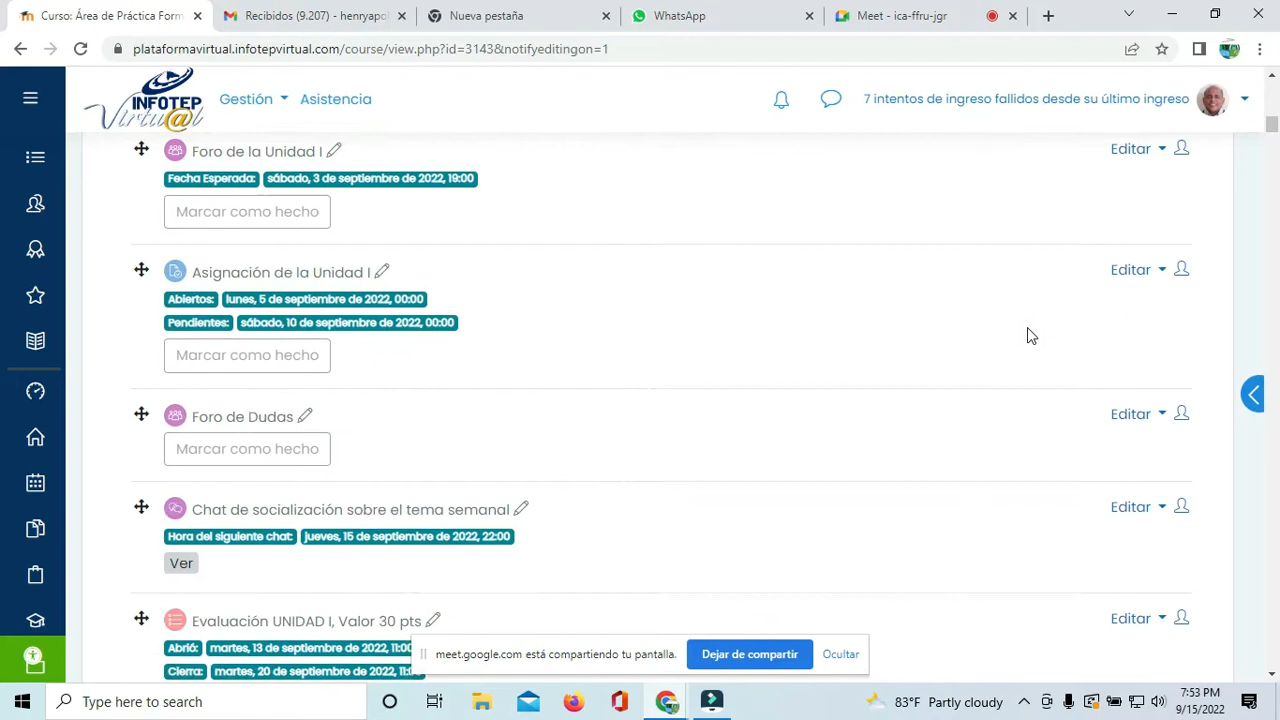 Curso: Área de Práctica Form
Recibidos (9.207) - henryapol
Nueva pestaña
WhatsApp
Meet - ica-ffru-jgr
plataformavirtual.infotepvirtual.com/course/view.php?id=3143&notifyeditingon=1
INFOTEP
Virtu@l
Gestión
Asistencia
7 intentos de ingreso fallidos desde su último ingreso
Foro de la Unidad I
Editar
Fecha Esperada: sábado, 3 de septiembre de 2022, 19:00
Marcar como hecho
Asignación de la Unidad I
Editar
Abiertos: lunes, 5 de septiembre de 2022, 00:00
Pendientes: sábado, 10 de septiembre de 2022, 00:00
Marcar como hecho
Foro de Dudas
Editar
Marcar como hecho
Chat de socialización sobre el tema semanal
Editar
Hora del siguiente chat: jueves, 15 de septiembre de 2022, 22:00
Ver
Evaluación UNIDAD I, Valor 30 pts
Editar
Abrió: martes, 13 de septiembre de 2022, 11:00
Cierra: martes, 20 de septiembre de 2022, 11:00
meet.google.com está compartiendo tu pantalla.
Dejar de compartir
Ocultar
Type here to search
83°F Partly cloudy
7:53 PM
9/15/2022